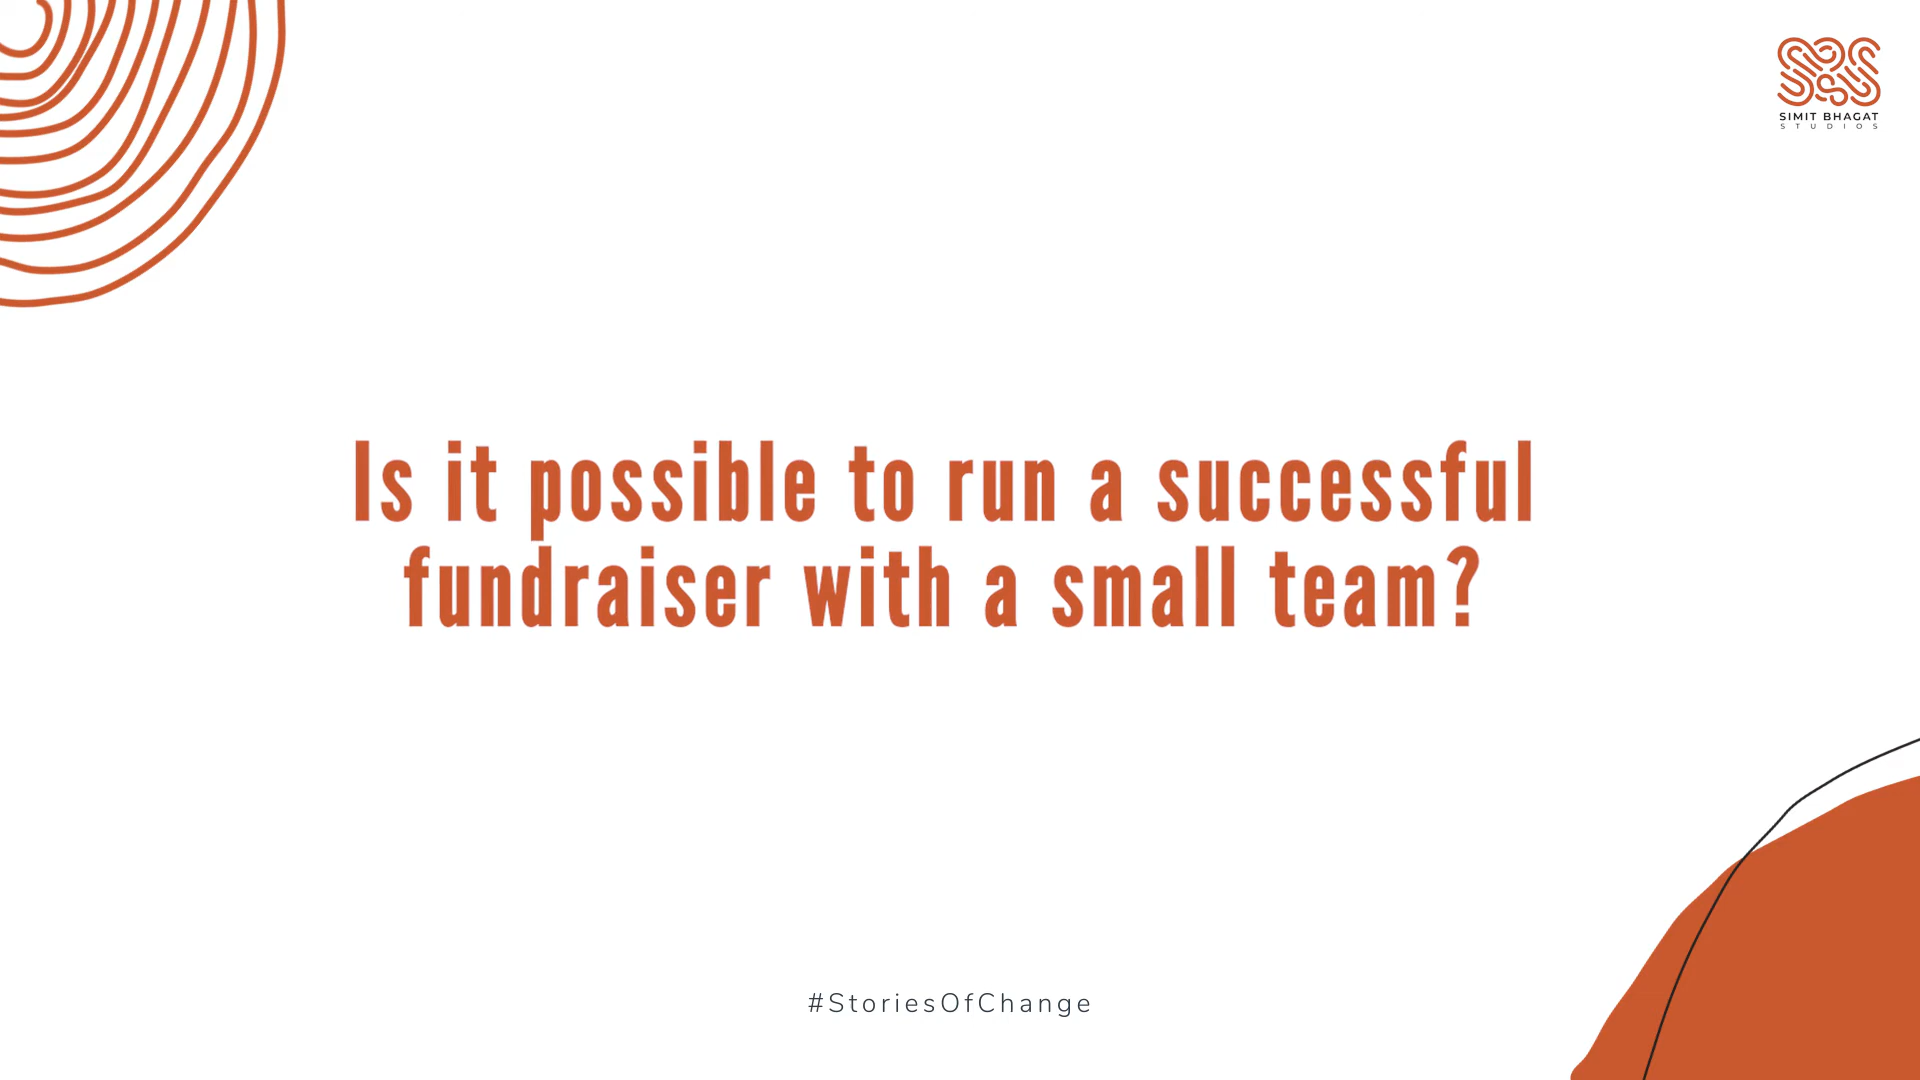 SIMIT BHAGAT
STUDIOS
Is it possible to run a successful
fundraiser with a small team?
#StoriesOfChange